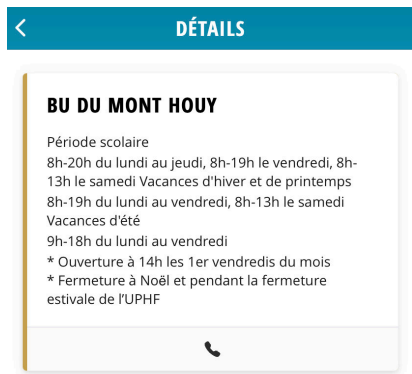 DÉTAILS
BU DU MONT HOUY
Période scolaire
8h-20h du lundi au jeudi, 8h-19h le vendredi, 8h-
13h le samedi Vacances d'hiver et de printemps
8h-19h du lundi au vendredi, 8h-13h le samedi
Vacances d'été
9h-18h du lundi au vendredi
* Ouverture à 14h les 1er vendredis du mois
* Fermeture à Noël et pendant la fermeture
estivale de l’UPHF